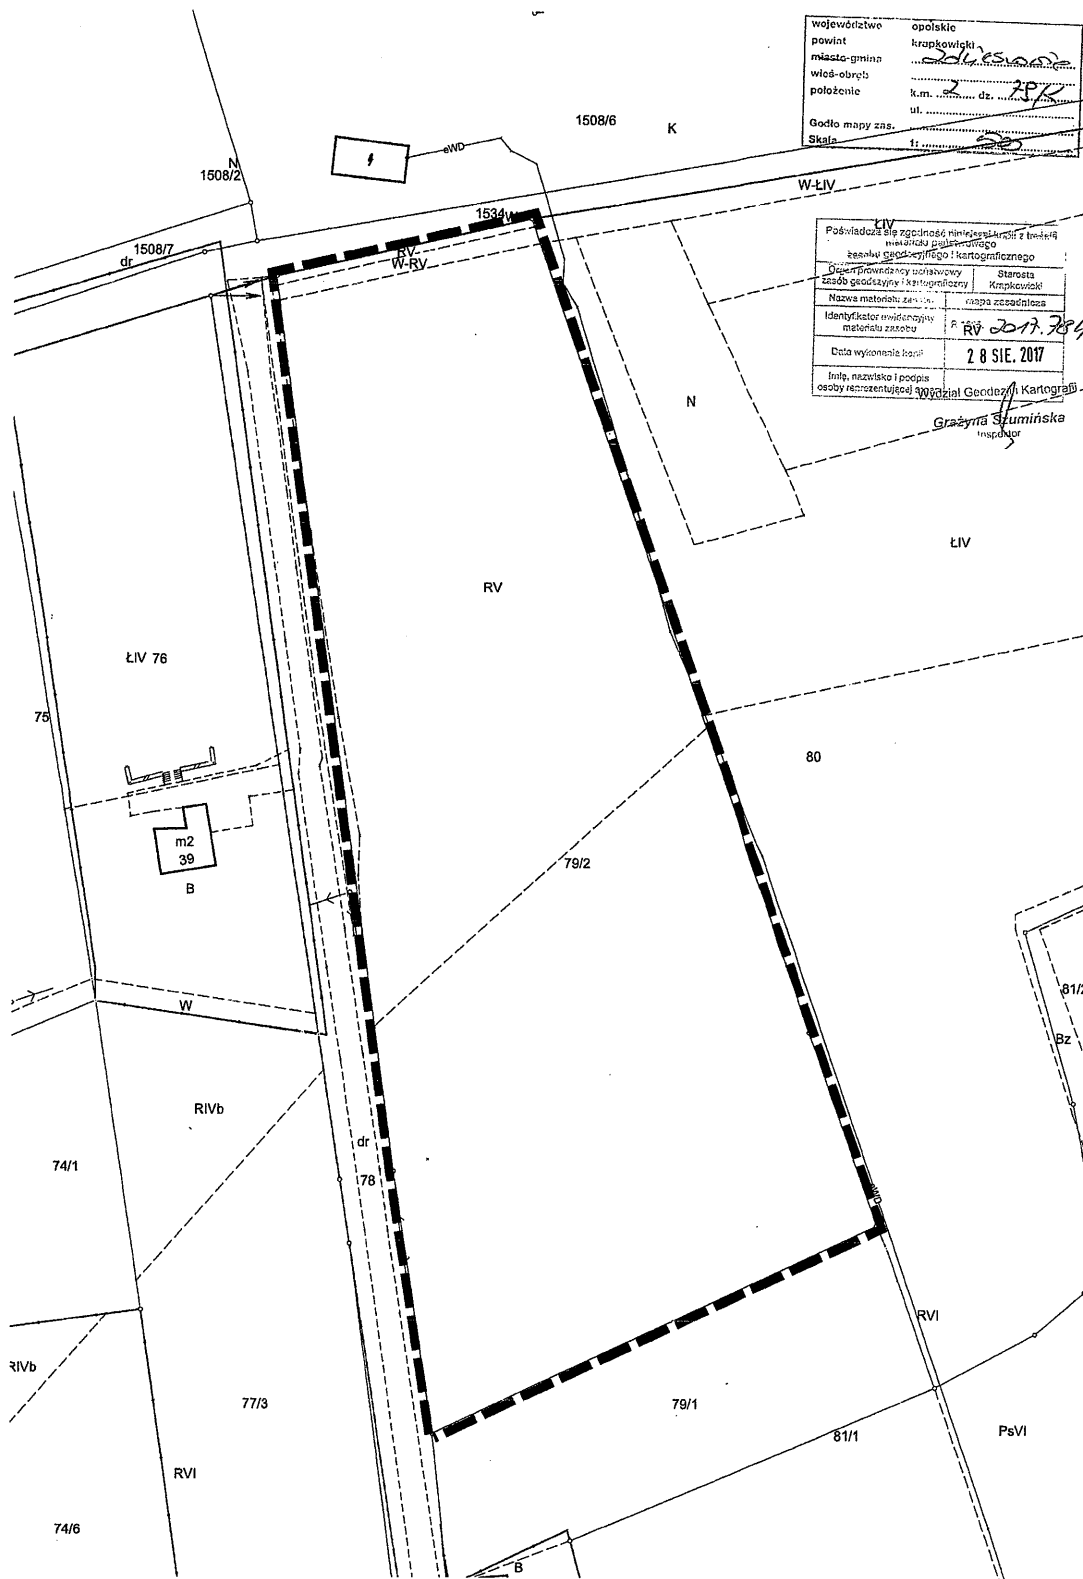 województwo opolskie
powiat krapkowicki
miasto-gmina
wieś-obręb
położenie k.m. 2 dz.
ul.
Godło mapy zas.
Skala 1:
1508/6
K
eWD
N
1508/2
W-ŁIV
1534
W
1508/7
dr
RV
W-RV
ŁIV
Poświadcza się zgodność niniejszej kopii z treścią
materiału państwowego
zasobu geodezyjnego i kartograficznego
Organ prowadzący państwowy
zasób geodezyjny i kartograficzny
Starosta
Krapkowicki
Nazwa materiału zasobu
mapa zasadnicza
Identyfikator ewidencyjny
materiału zasobu
RV
2017.784
Data wykonania kopii
28 SIE. 2017
Imię, nazwisko i podpis
osoby reprezentującej
Wydział Geodezji i Kartografii
Grażyna Szumińska
Inspektor
N
ŁIV
RV
ŁIV 76
75
80
m2
39
B
79/2
81/2
W
Bz
RIVb
dr
74/1
78
eWD
RVI
RIVb
77/3
79/1
81/1
PsVI
RVI
74/6
B